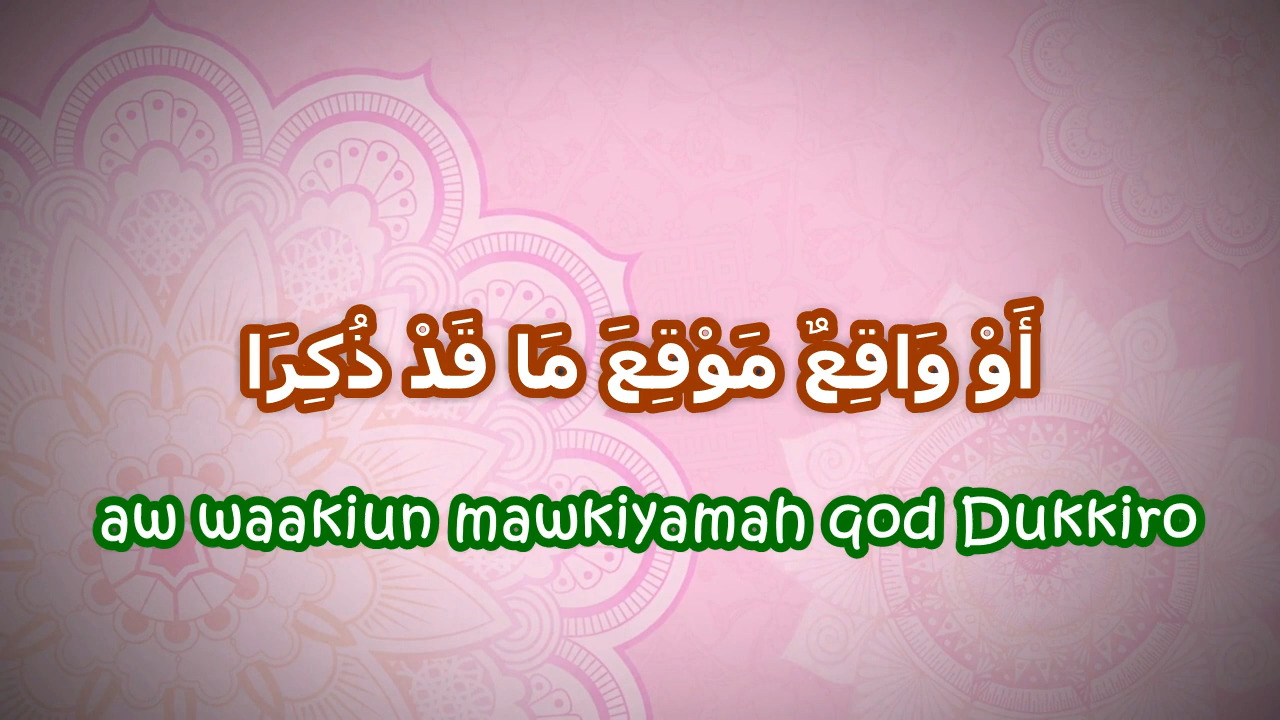 أَوْ وَاقِعٌ مَوْقِعَ مَا قَدْ ذُكِرَا
aw waakiun mawkiyamah qod Dukkiro